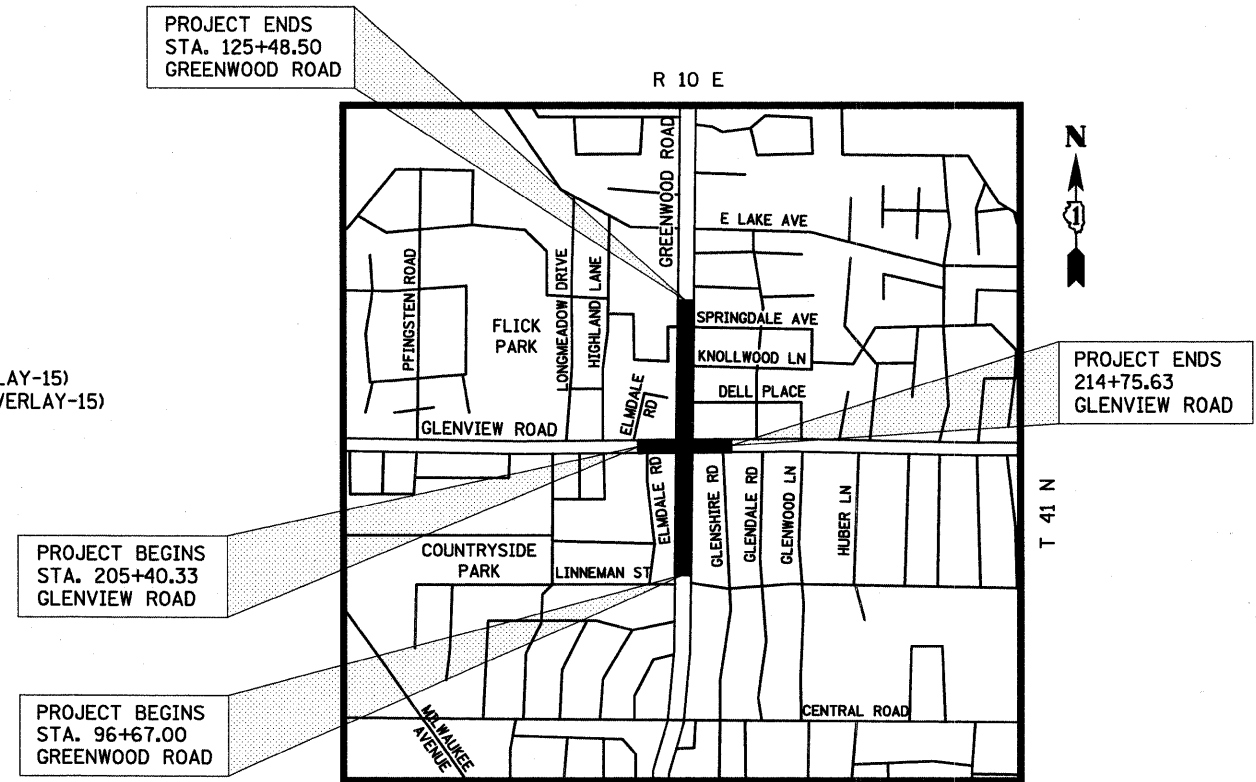 PROJECT ENDS
STA. 125+48.50
GREENWOOD ROAD
R 10 E
N
1
GREENWOOD ROAD
E LAKE AVE
PFINGSTEN ROAD
LONGMEADOW DRIVE
HIGHLAND LANE
FLICK
PARK
SPRINGDALE AVE
KNOLLWOOD LN
DELL PLACE
ELMDALE
RD
GLENVIEW ROAD
PROJECT ENDS
214+75.63
GLENVIEW ROAD
LAY-15)
VERLAY-15)
T 41 N
ELMDALE RD
GLENSHIRE RD
GLENDALE RD
GLENWOOD LN
HUBER LN
PROJECT BEGINS
STA. 205+40.33
GLENVIEW ROAD
COUNTRYSIDE
PARK
LINNEMAN ST
PROJECT BEGINS
STA. 96+67.00
GREENWOOD ROAD
MILWAUKEE
AVENUE
CENTRAL ROAD